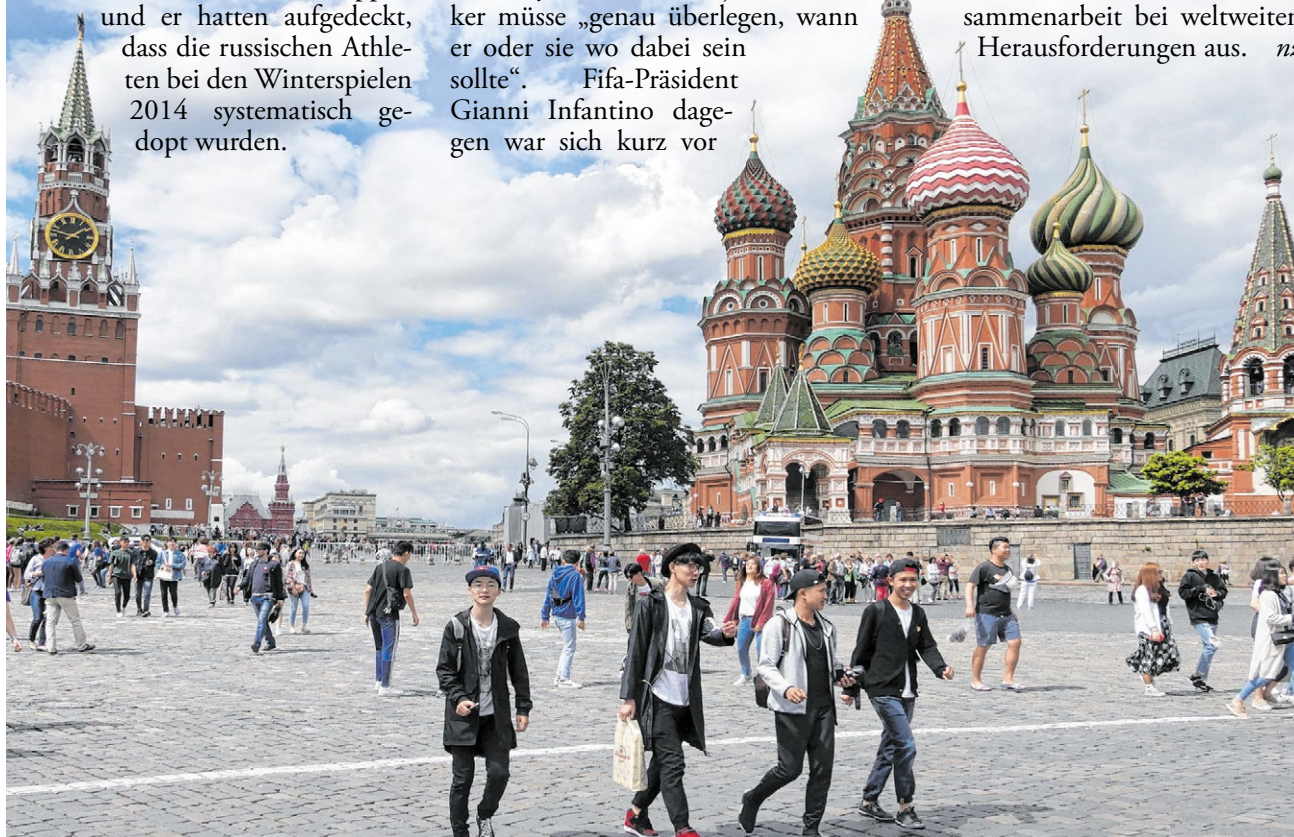 und er hatten aufgedeckt,
dass die russischen Athle-
ten bei den Winterspielen
2014 systematisch ge-
dopt wurden.
ker müsse „genau überlegen, wann
er oder sie wo dabei sein
sollte“. Fifa-Präsident
Gianni Infantino dage-
gen war sich kurz vor
sammenarbeit bei weltweiten
Herausforderungen aus.